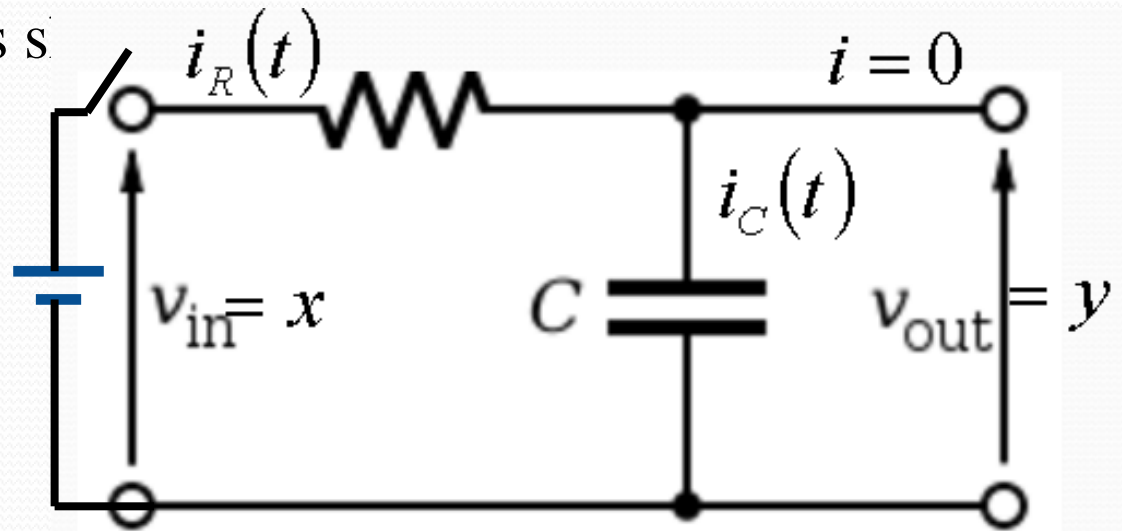 s s
i_R(t)
i = 0
i_C(t)
v_in = x
C
v_out = y